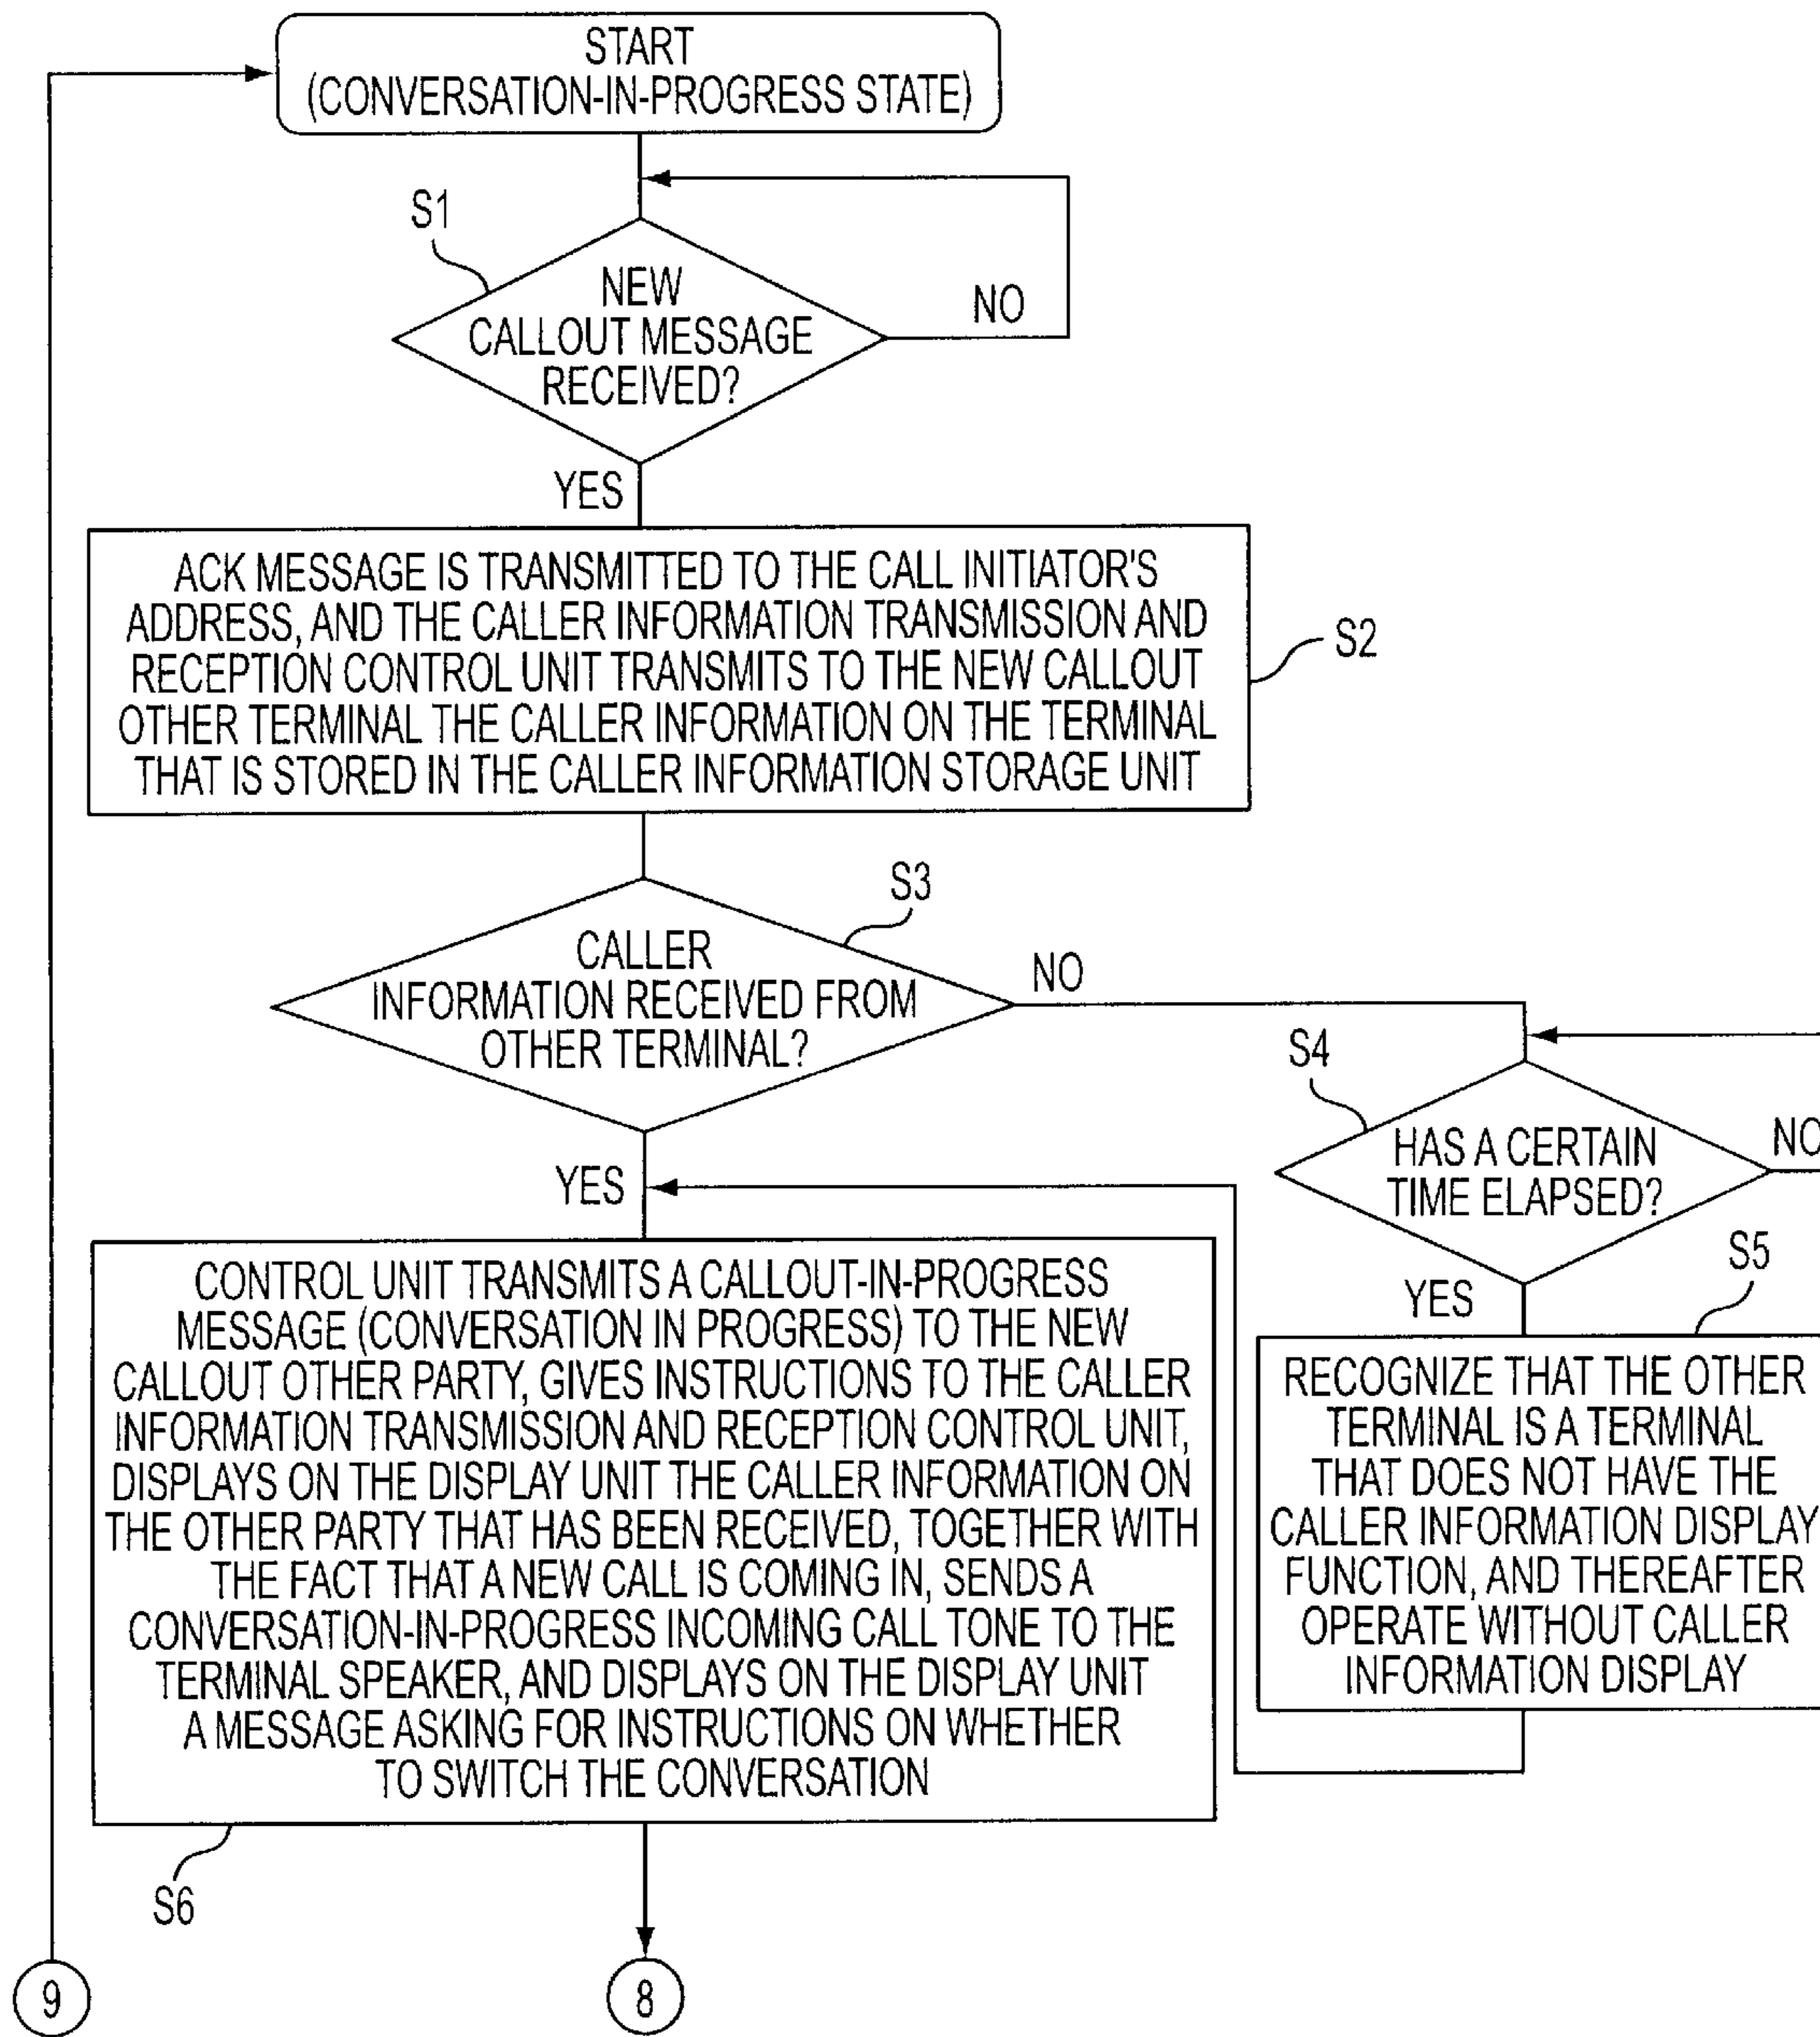 START
(CONVERSATION-IN-PROGRESS STATE)
S1
NEW
CALLOUT MESSAGE
RECEIVED?
NO
YES
ACK MESSAGE IS TRANSMITTED TO THE CALL INITIATOR'S
ADDRESS, AND THE CALLER INFORMATION TRANSMISSION AND
RECEPTION CONTROL UNIT TRANSMITS TO THE NEW CALLOUT
OTHER TERMINAL THE CALLER INFORMATION ON THE TERMINAL
THAT IS STORED IN THE CALLER INFORMATION STORAGE UNIT
S2
S3
CALLER
INFORMATION RECEIVED FROM
OTHER TERMINAL?
NO
YES
S4
HAS A CERTAIN
TIME ELAPSED?
NO
YES
S5
RECOGNIZE THAT THE OTHER
TERMINAL IS A TERMINAL
THAT DOES NOT HAVE THE
CALLER INFORMATION DISPLAY
FUNCTION, AND THEREAFTER
OPERATE WITHOUT CALLER
INFORMATION DISPLAY
CONTROL UNIT TRANSMITS A CALLOUT-IN-PROGRESS
MESSAGE (CONVERSATION IN PROGRESS) TO THE NEW
CALLOUT OTHER PARTY, GIVES INSTRUCTIONS TO THE CALLER
INFORMATION TRANSMISSION AND RECEPTION CONTROL UNIT,
DISPLAYS ON THE DISPLAY UNIT THE CALLER INFORMATION ON
THE OTHER PARTY THAT HAS BEEN RECEIVED, TOGETHER WITH
THE FACT THAT A NEW CALL IS COMING IN, SENDS A
CONVERSATION-IN-PROGRESS INCOMING CALL TONE TO THE
TERMINAL SPEAKER, AND DISPLAYS ON THE DISPLAY UNIT
A MESSAGE ASKING FOR INSTRUCTIONS ON WHETHER
TO SWITCH THE CONVERSATION
S6
9
8